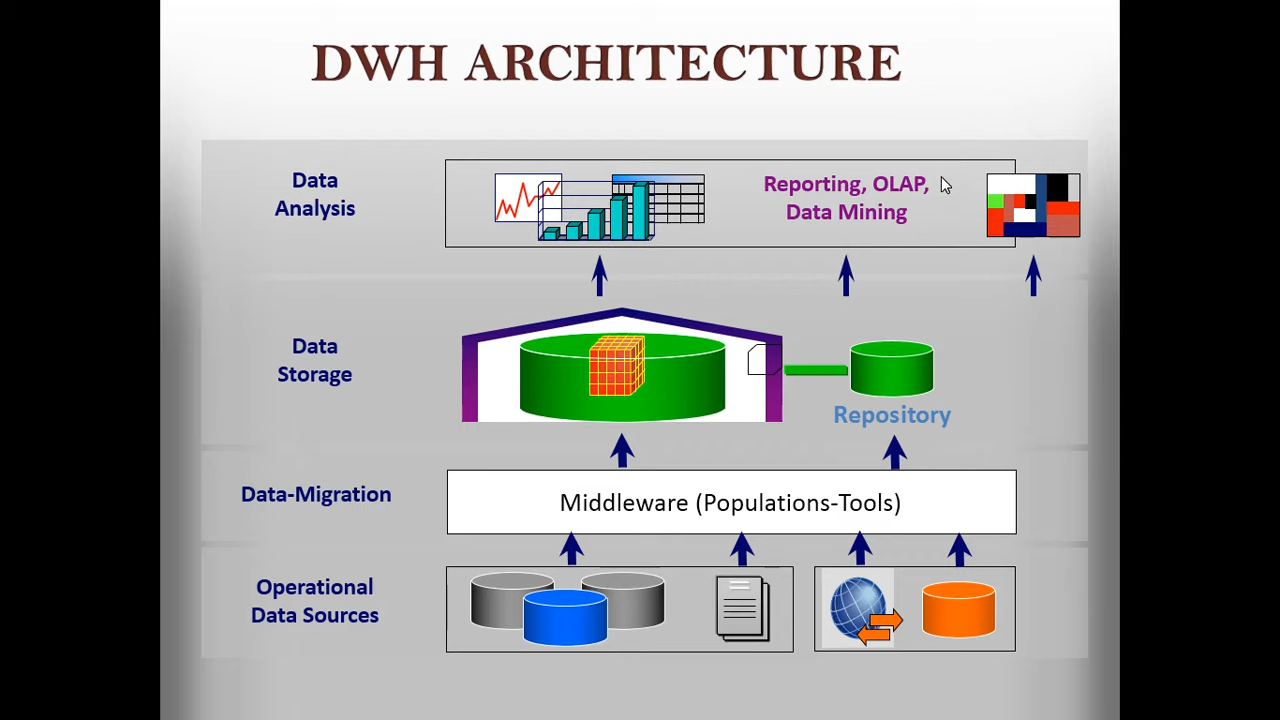 DWH ARCHITECTURE
Data
Analysis
Reporting, OLAP,
Data Mining
Data
Storage
Repository
Data-Migration
Middleware (Populations-Tools)
Operational
Data Sources